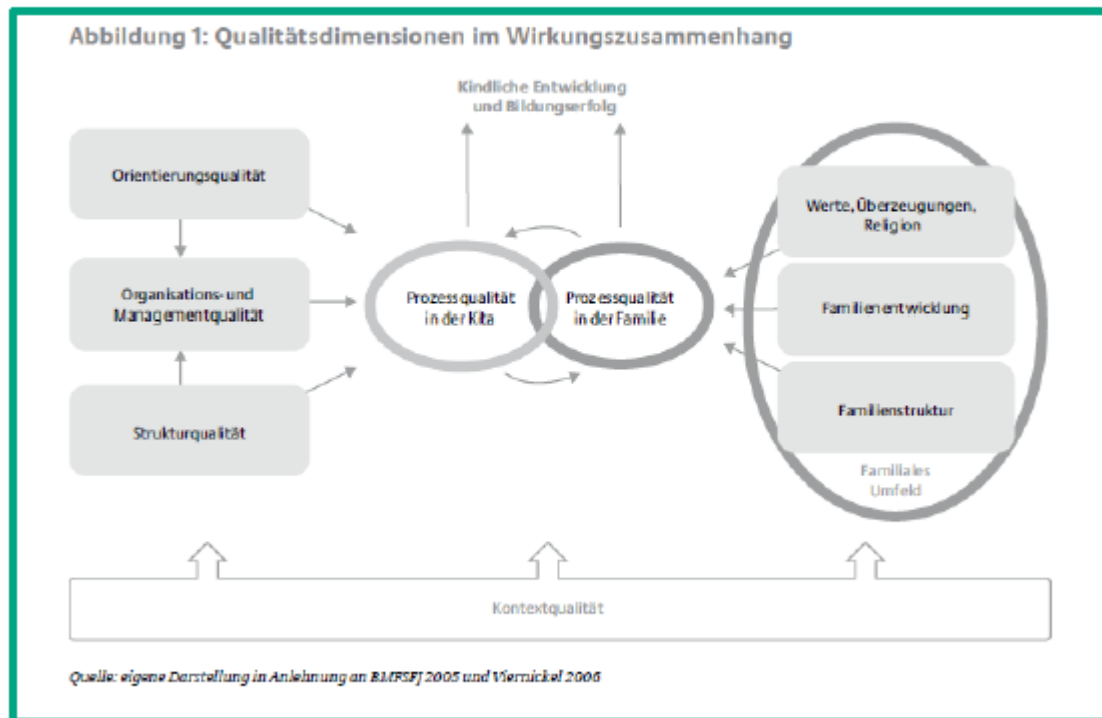 Abbildung 1: Qualitätsdimensionen im Wirkungszusammenhang
Kindliche Entwicklung
und Bildungserfolg
Orientierungsqualität
Organisations- und
Managementqualität
Strukturqualität
Prozessqualität
in der Kita
Prozessqualität
in der Familie
Werte, Überzeugungen,
Religion
Familienentwicklung
Familienstruktur
Familiales
Umfeld
Kontextqualität
Quelle: eigene Darstellung in Anlehnung an BMFSFJ 2005 und Viernickel 2006